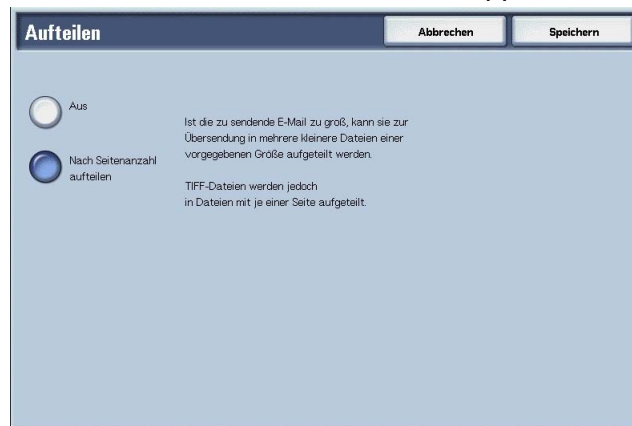 Aufteilen
Abbrechen
Speichern
Aus
Nach Seitenanzahl
aufteilen
Ist die zu sendende E-Mail zu groß, kann sie zur
Übersendung in mehrere kleinere Dateien einer
vorgegebenen Größe aufgeteilt werden.
TIFF-Dateien werden jedoch
in Dateien mit je einer Seite aufgeteilt.